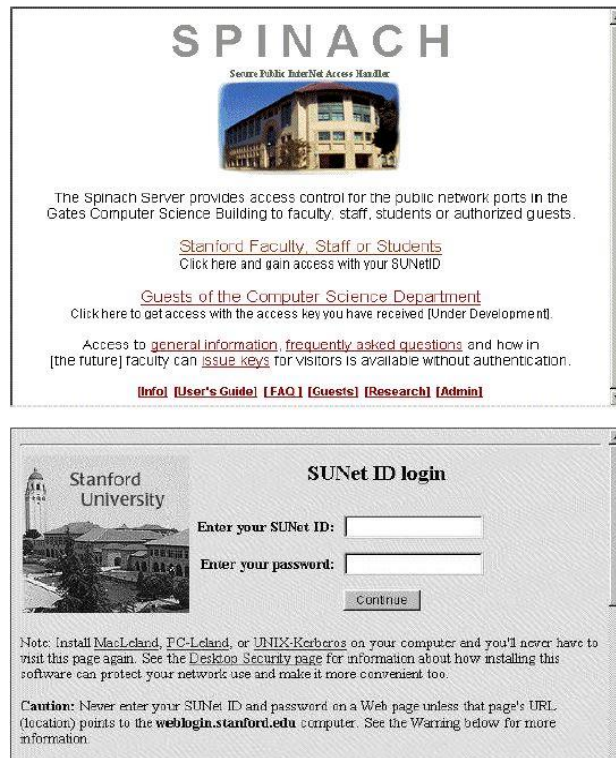 SPINACH
Secure Public InterNet Access Handler
The Spinach Server provides access control for the public network ports in the
Gates Computer Science Building to faculty, staff, students or authorized guests.
Stanford Faculty, Staff or Students
Click here and gain access with your SUNetID
Guests of the Computer Science Department
Click here to get access with the access key you have received [Under Development].
Access to general information, frequently asked questions and how in
[the future] faculty can issue keys for visitors is available without authentication.
[Info] [User's Guide] [FAQ] [Guests] [Research] [Admin]
Stanford
University
SUNet ID login
Enter your SUNet ID:
Enter your password:
Continue
Note: Install MacLeland, PC-Leland, or UNIX-Kerberos on your computer and you'll never have to
visit this page again. See the Desktop Security page for information about how installing this
software can protect your network use and make it more convenient too.
Caution: Never enter your SUNet ID and password on a Web page unless that page's URL
(location) points to the weblogin.stanford.edu computer. See the Warning below for more
information.